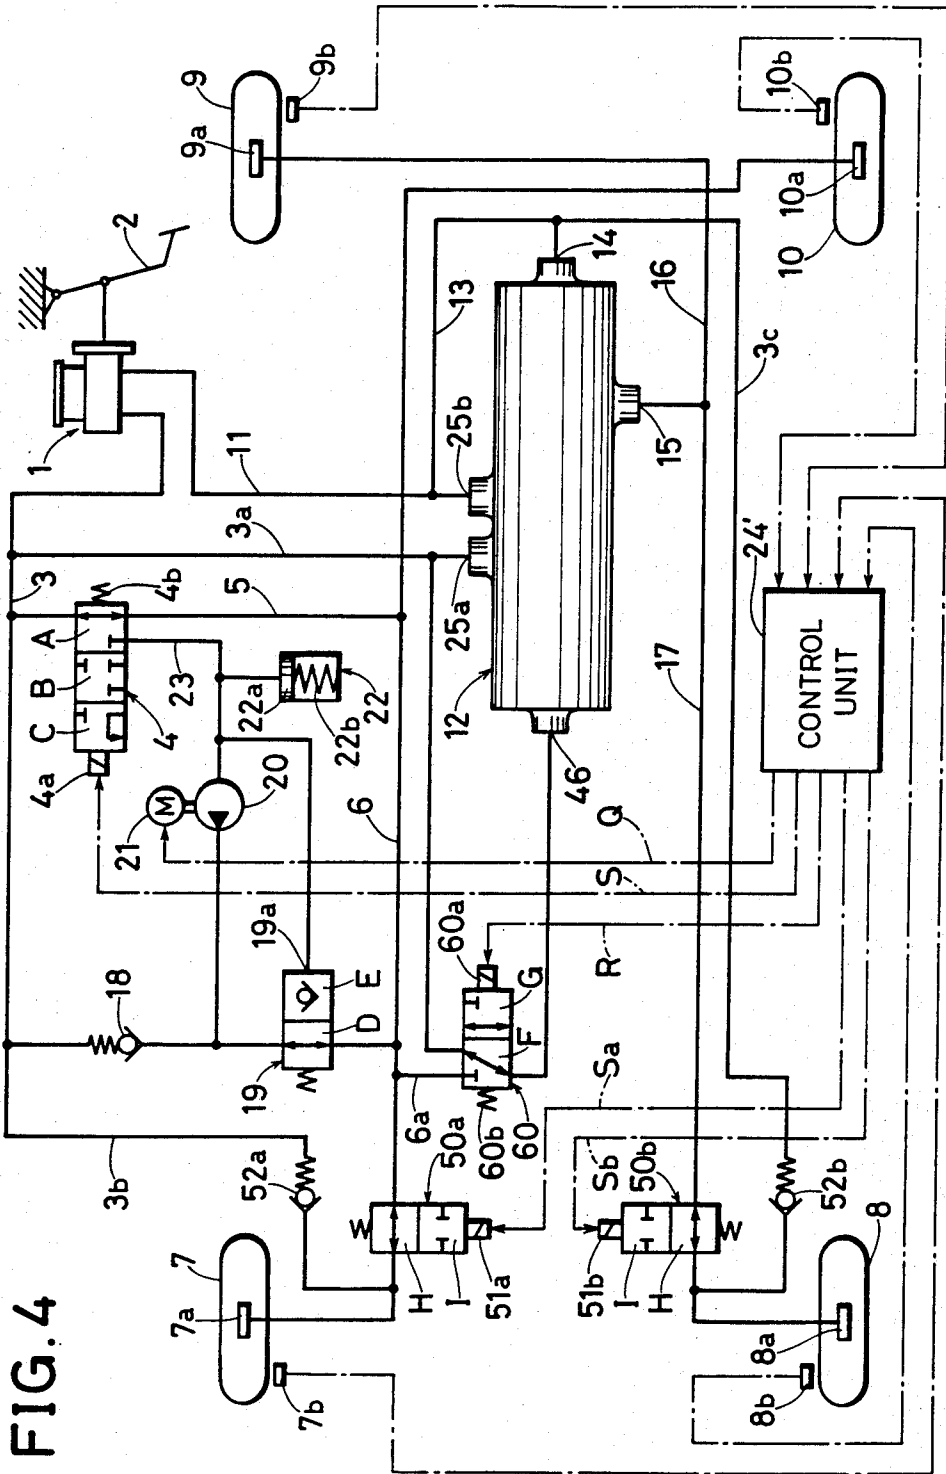 FIG. 4
1
2
3
3a
3b
3c
4
4a
4b
A
B
C
5
6
6a
7
7a
7b
8
8a
8b
9
9a
9b
10
10a
10b
11
12
13
14
15
16
17
18
19
19a
D
E
20
21
M
22
22a
22b
23
24'
CONTROL
UNIT
25a
25b
46
50a
50b
51a
51b
52a
52b
H
I
I
H
60
60a
60b
F
G
Q
S
R
Sa
Sb